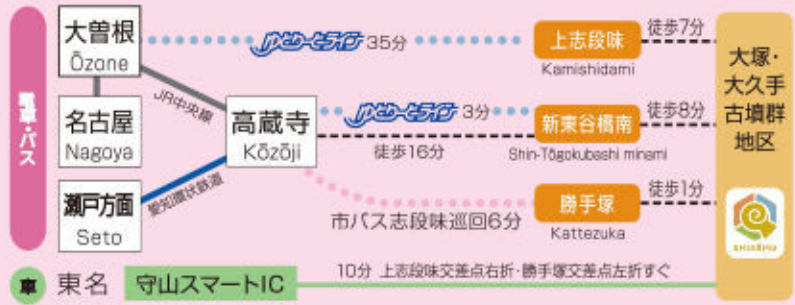 電車・バス
大曽根
Ōzone
ゆとりーとライン 35分
上志段味
Kamishidami
徒歩7分
JR中央線
名古屋
Nagoya
高蔵寺
Kōzōji
ゆとりーとライン 3分
徒歩16分
新東谷橋南
Shin-Tōgokubashi minami
徒歩8分
瀬戸方面
Seto
愛知環状鉄道
市バス志段味巡回6分
勝手塚
Kattezuka
徒歩1分
大塚・
大久手
古墳群
地区
SHIDAMU
車 東名 守山スマートIC
10分 上志段味交差点右折・勝手塚交差点左折すぐ